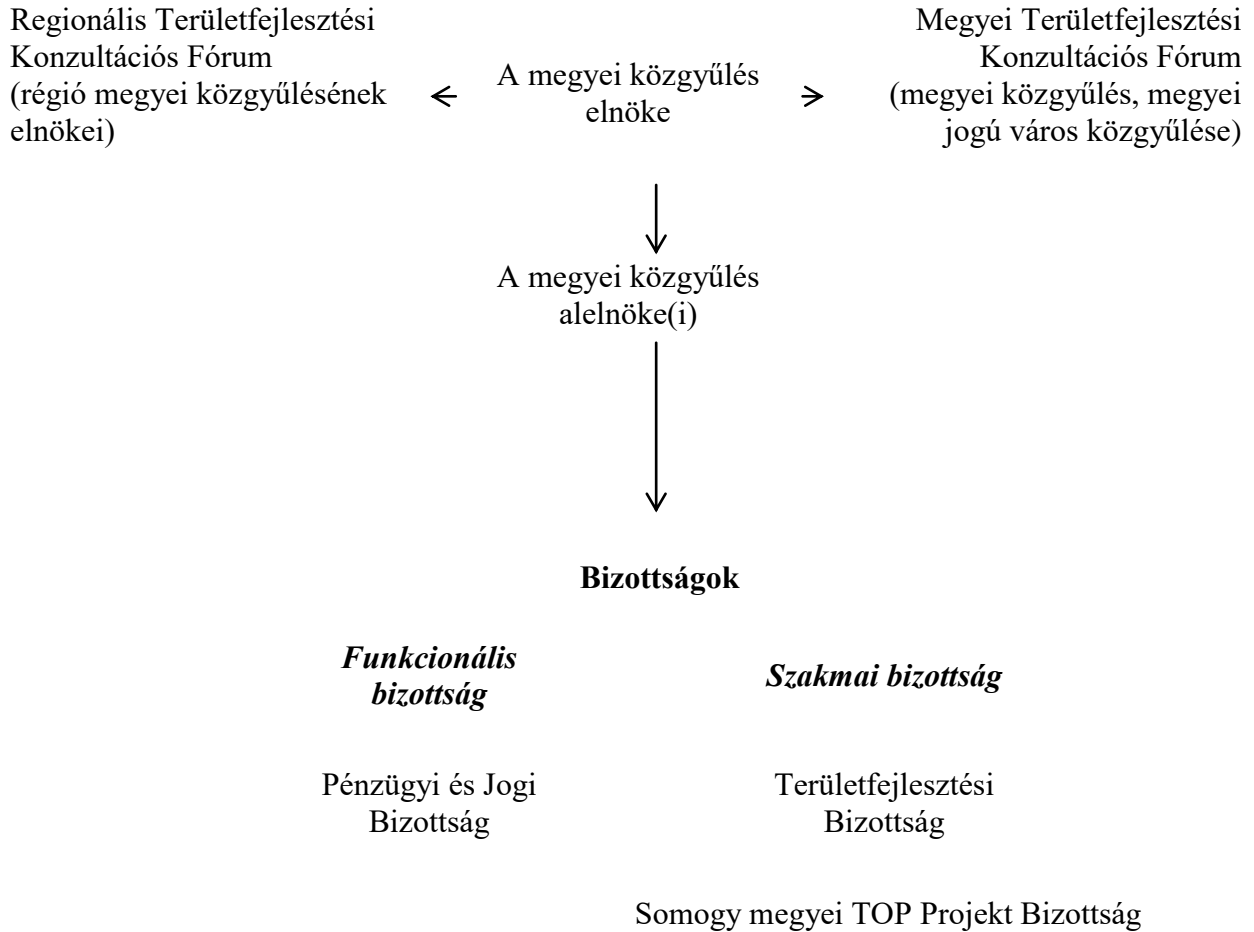 Regionális Területfejlesztési
Konzultációs Fórum
(régió megyei közgyűlésének
elnökei)
A megyei közgyűlés
elnöke
Megyei Területfejlesztési
Konzultációs Fórum
(megyei közgyűlés, megyei
jogú város közgyűlése)
A megyei közgyűlés
alelnöke(i)
Bizottságok
Funkcionális
bizottság
Szakmai bizottság
Pénzügyi és Jogi
Bizottság
Területfejlesztési
Bizottság
Somogy megyei TOP Projekt Bizottság